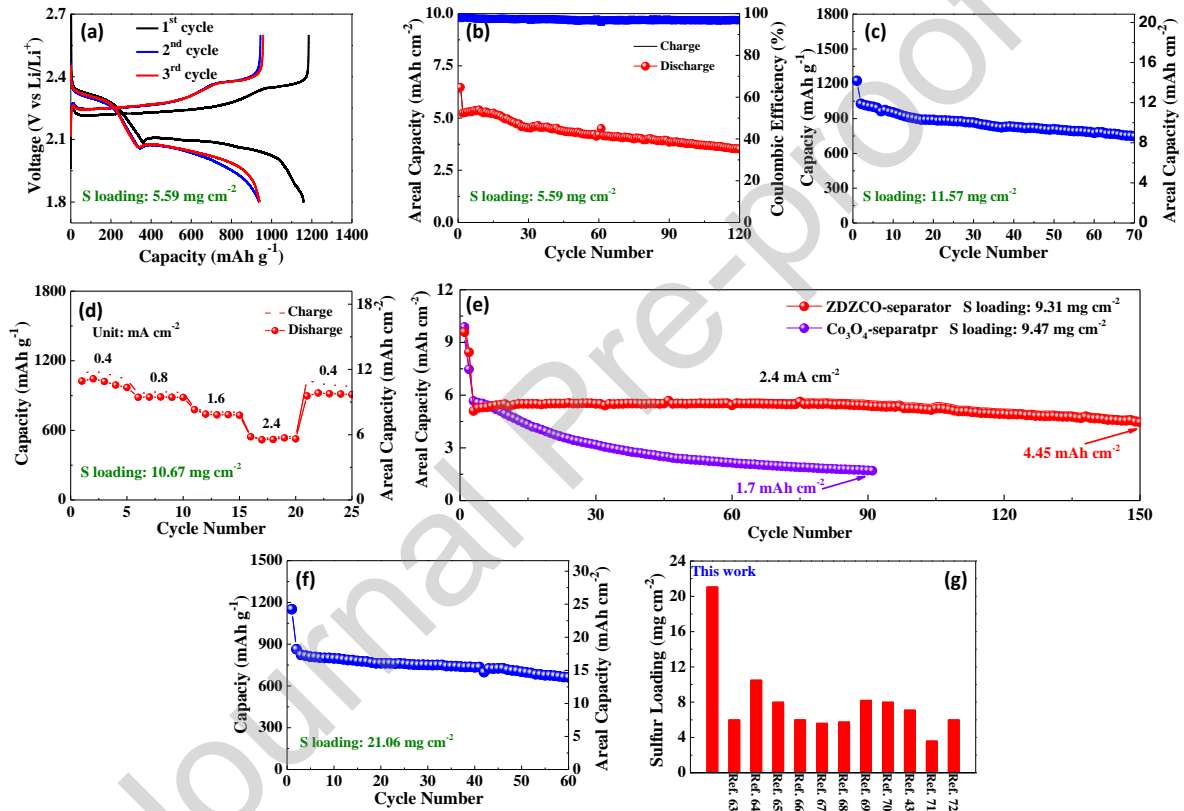 (a)
1st cycle
2nd cycle
3rd cycle
S loading: 5.59 mg cm-2
Voltage (V vs Li/Li+)
1.8
2.1
2.4
2.7
0 200 400 600 800 1000 1200 1400
Capacity (mAh g-1)
(b)
Charge
Discharge
S loading: 5.59 mg cm-2
Areal Capacity (mAh cm-2)
0.0
2.5
5.0
7.5
10.0
Coulombic Efficiency (%)
0
20
40
60
80
100
0 20 40 60 80 100 120
Cycle Number
(c)
S loading: 11.57 mg cm-2
Capacity (mAh g-1)
0
300
600
900
1200
1500
1800
Areal Capacity (mAh cm-2)
0
4
8
12
16
20
0 10 20 30 40 50 60 70
Cycle Number
(d)
Charge
Disharge
Unit: mA cm-2
0.4
0.8
1.6
2.4
0.4
S loading: 10.67 mg cm-2
Capacity (mAh g-1)
0
600
1200
1800
Areal Capacity (mAh cm-2)
0
6
12
18
0 5 10 15 20 25
Cycle Number
(e)
ZDZCO-separator S loading: 9.31 mg cm-2
Co3O4-separatpr S loading: 9.47 mg cm-2
2.4 mA cm-2
4.45 mAh cm-2
1.7 mAh cm-2
Areal Capacity (mAh cm-2)
0
3
6
9
12
0 30 60 90 120 150
Cycle Number
(f)
S loading: 21.06 mg cm-2
Capaciy (mAh g-1)
0
300
600
900
1200
1500
Areal Capacity (mAh cm-2)
0
5
10
15
20
25
30
0 10 20 30 40 50 60
Cycle Number
(g)
This work
Sulfur Loading (mg cm-2)
0
4
8
12
16
20
24
Ref. 63
Ref. 64
Ref. 65
Ref. 66
Ref. 67
Ref. 68
Ref. 69
Ref. 70
Ref. 43
Ref. 71
Ref. 72
Journal Pre-proof